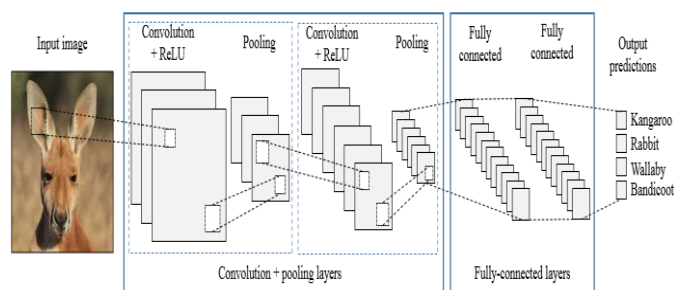 Input image
Convolution
+ ReLU
Pooling
Convolution
+ ReLU
Pooling
Fully
connected
Fully
connected
Output
predictions
Kangaroo
Rabbit
Wallaby
Bandicoot
Convolution + pooling layers
Fully-connected layers